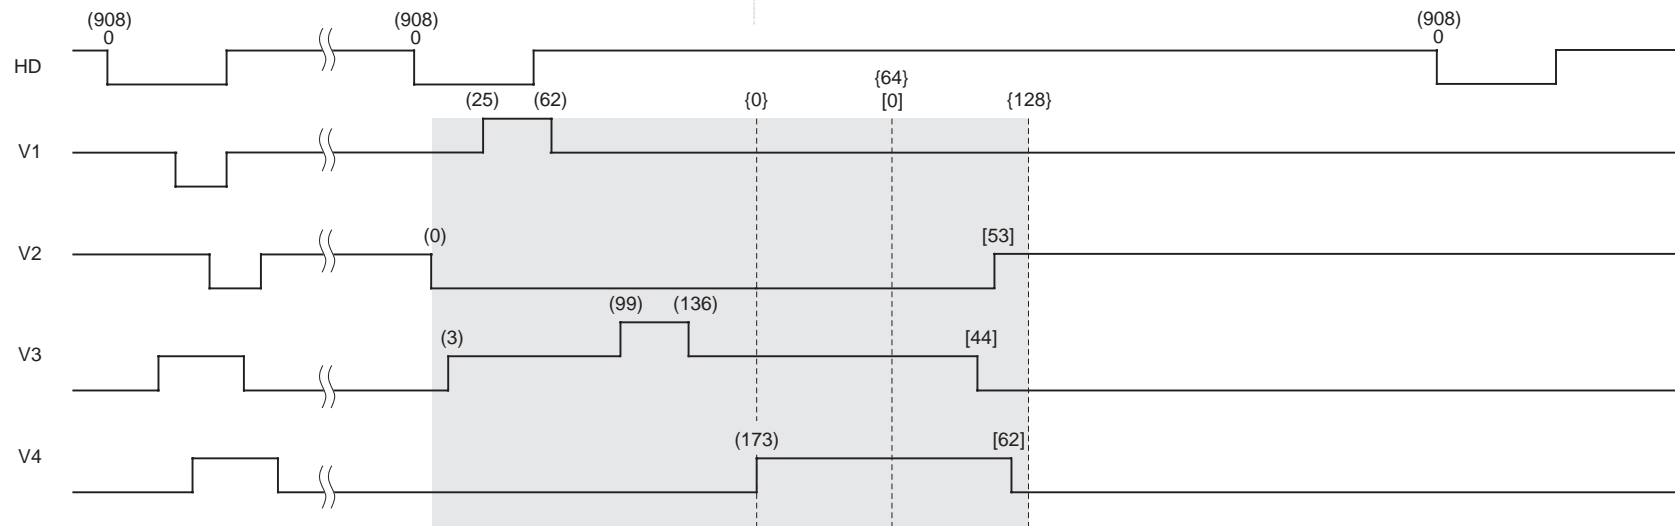 (908) (908) (908)
0 0 0
HD
{64}
(25) (62) {0} [0] {128}
V1
(0) [53]
V2
(99) (136)
(3) [44]
V3
(173) [62]
V4